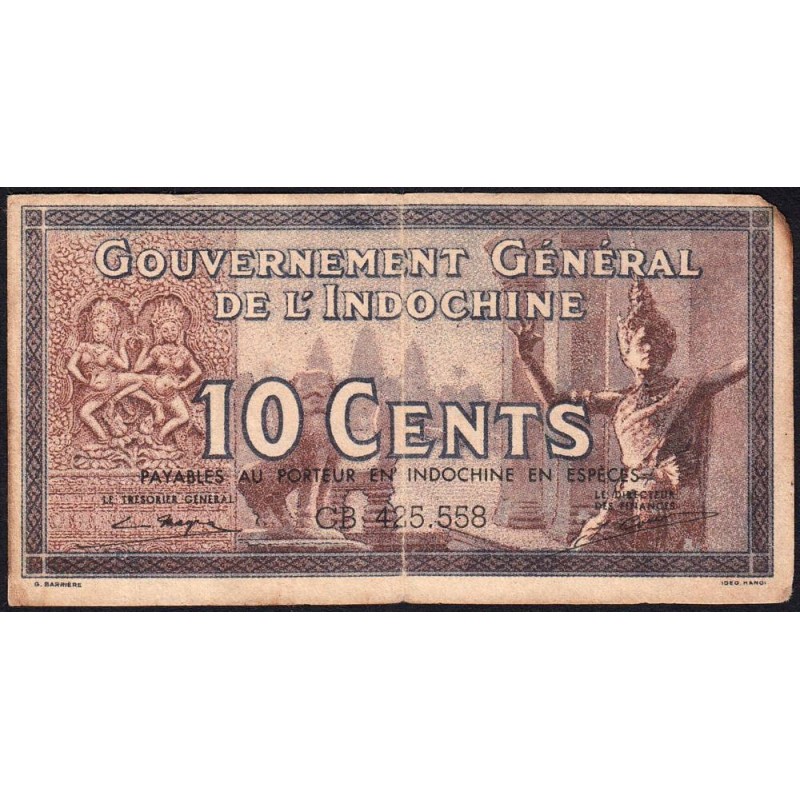 GOUVERNEMENT GÉNÉRAL
DE L'INDOCHINE
10 CENTS
PAYABLES AU PORTEUR EN INDOCHINE EN ESPÈCES
LE TRÉSORIER GÉNÉRAL
LE DIRECTEUR
DES FINANCES
CB 425.558
G. BARRIÈRE
IDEO HANOI